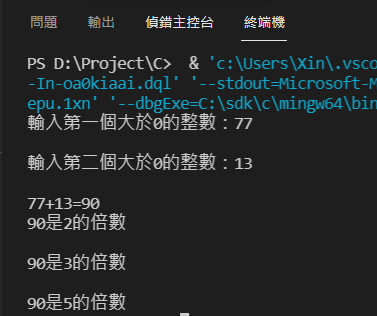 問題 輸出 偵錯主控台 終端機
PS D:\Project\C> & 'c:\Users\Xin\.vsco
-In-oa0kiaai.dql' '--stdout=Microsoft-M
epu.1xn' '--dbgExe=C:\sdk\c\mingw64\bin
輸入第一個大於0的整數：77
輸入第二個大於0的整數：13
77+13=90
90是2的倍數
90是3的倍數
90是5的倍數